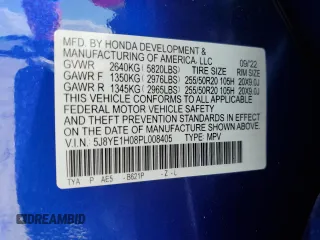 MFD. BY HONDA DEVELOPMENT &
MANUFACTURING OF AMERICA, LLC 09/22
GVWR 2640KG (5820LBS) TIRE SIZE RIM SIZE
GAWR F 1350KG (2976LBS) 255/50R20 105H 20X9.0J
GAWR R 1345KG (2965LBS) 255/50R20 105H 20X9.0J
THIS VEHICLE CONFORMS TO ALL APPLICABLE
FEDERAL MOTOR VEHICLE SAFETY
AND THEFT PREVENTION STANDARDS IN EFFECT
ON THE DATE OF MANUFACTURE SHOWN ABOVE.
V.I.N. 5J8YE1H08PL008405 TYPE: MPV
TYA P AE5 - B621P -Z-L
© DREAMBID